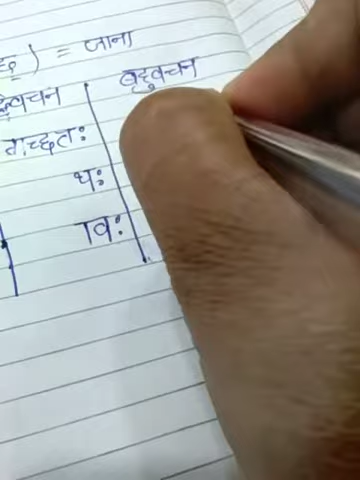 ) = जाना
द्विवचन बहुवचन
गच्छतः
थः
ावः